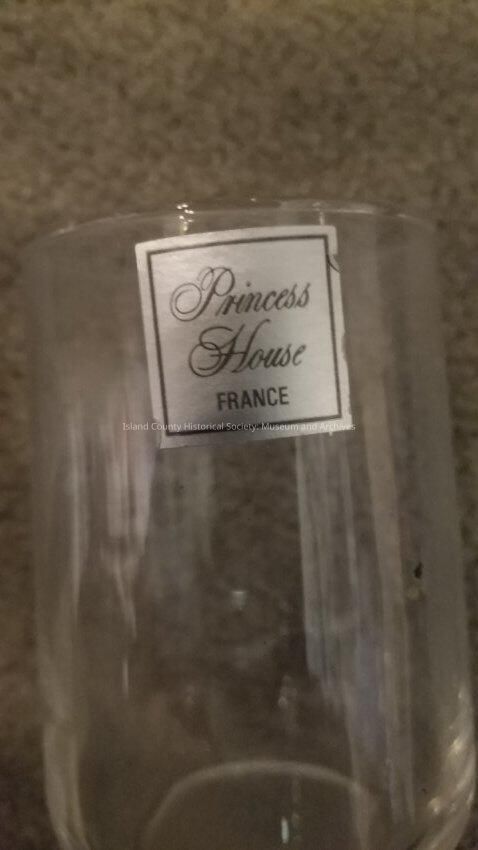 Princess
House
FRANCE
Island County Historical Society: Museum and Archives